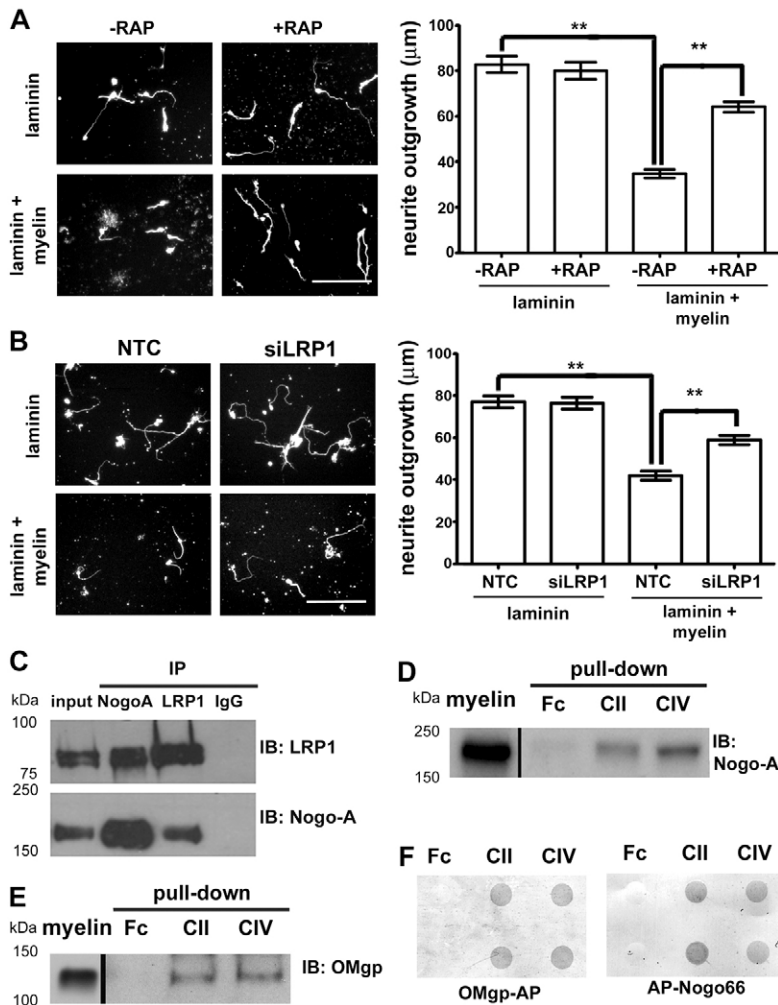 A
-RAP +RAP
laminin
laminin + myelin
neurite outgrowth (µm)
100
80
60
40
20
0
**
**
-RAP +RAP -RAP +RAP
laminin
laminin + myelin
B
NTC siLRP1
laminin
laminin + myelin
neurite outgrowth (µm)
100
80
60
40
20
0
**
**
NTC siLRP1 NTC siLRP1
laminin
laminin + myelin
C
IP
kDa input NogoA LRP1 IgG
100
75
IB: LRP1
250
150
IB: Nogo-A
D
pull-down
kDa myelin Fc CII CIV
250
150
IB: Nogo-A
E
pull-down
kDa myelin Fc CII CIV
150
100
IB: OMgp
F
Fc CII CIV
Fc CII CIV
OMgp-AP
AP-Nogo66